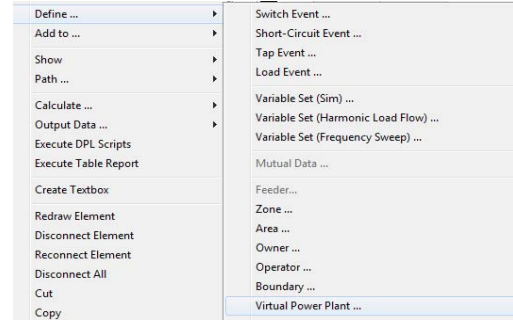 Define ...
Add to ...
Show
Path ...
Calculate ...
Output Data ...
Execute DPL Scripts
Execute Table Report
Create Textbox
Redraw Element
Disconnect Element
Reconnect Element
Disconnect All
Cut
Copy
Switch Event ...
Short-Circuit Event ...
Tap Event ...
Load Event ...
Variable Set (Sim) ...
Variable Set (Harmonic Load Flow) ...
Variable Set (Frequency Sweep) ...
Mutual Data ...
Feeder...
Zone ...
Area ...
Owner ...
Operator ...
Boundary ...
Virtual Power Plant ...